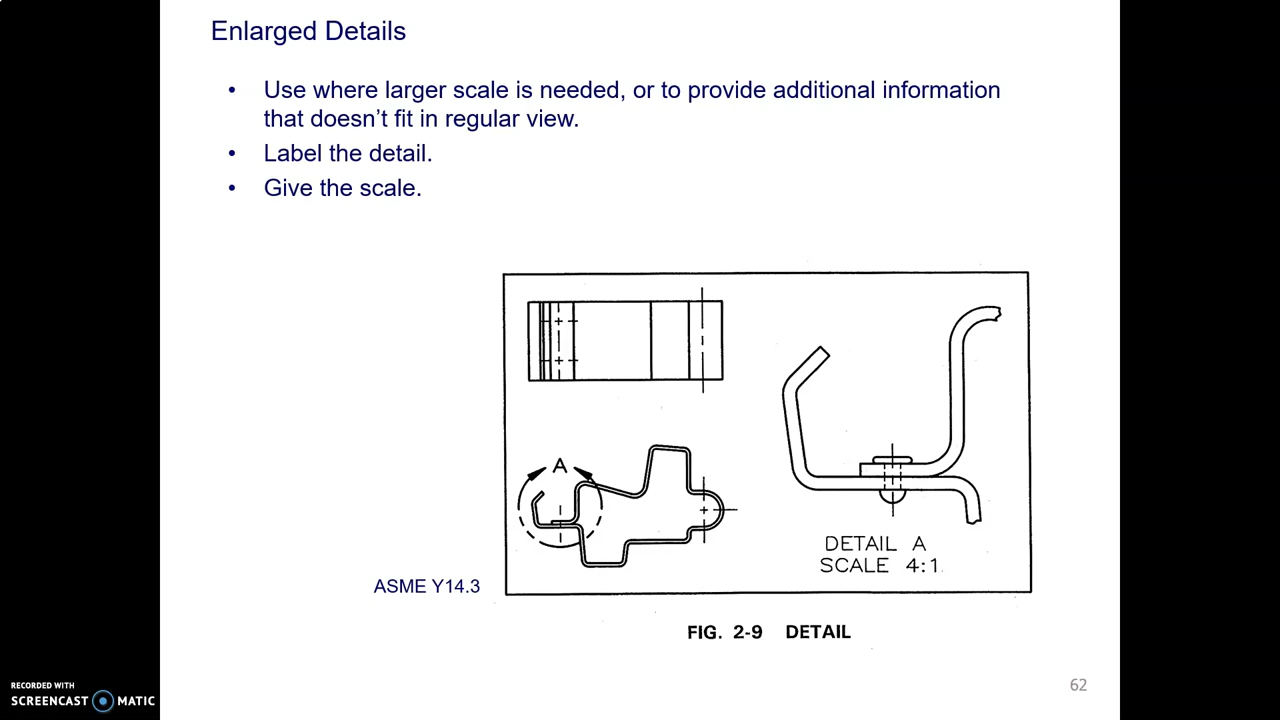 Enlarged Details
• Use where larger scale is needed, or to provide additional information
that doesn’t fit in regular view.
• Label the detail.
• Give the scale.
A
DETAIL A
SCALE 4:1
ASME Y14.3
FIG. 2-9 DETAIL
62
RECORDED WITH
SCREENCAST MATIC